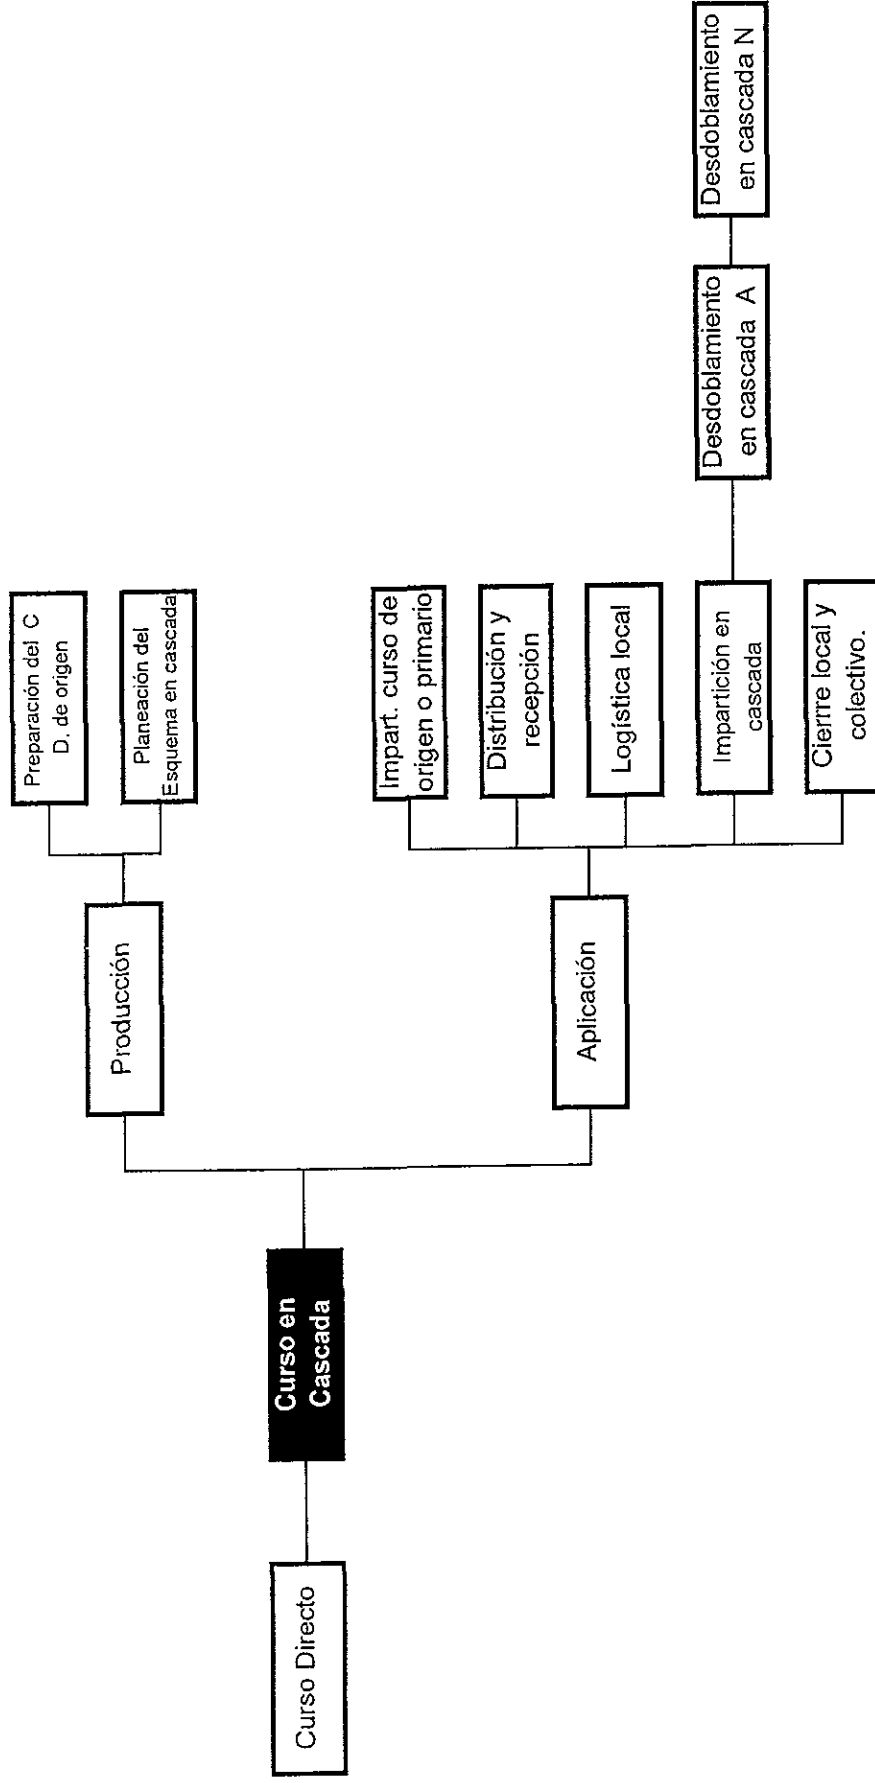 Curso Directo
Curso en
Cascada
Producción
Preparación del C
D. de origen
Planeación del
Esquema en cascada
Aplicación
Impart. curso de
origen o primario
Distribución y
recepción
Logística local
Impartición en
cascada
Desdoblamiento
en cascada A
Desdoblamiento
en cascada N
Cierre local y
colectivo.